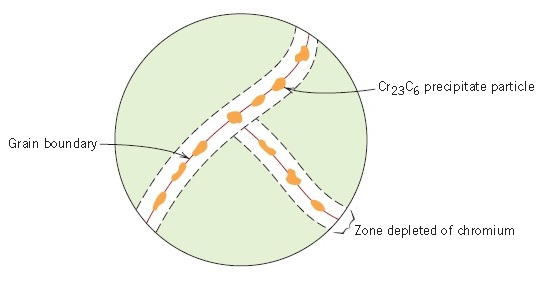 Cr23C6 precipitate particle
Grain boundary
Zone depleted of chromium